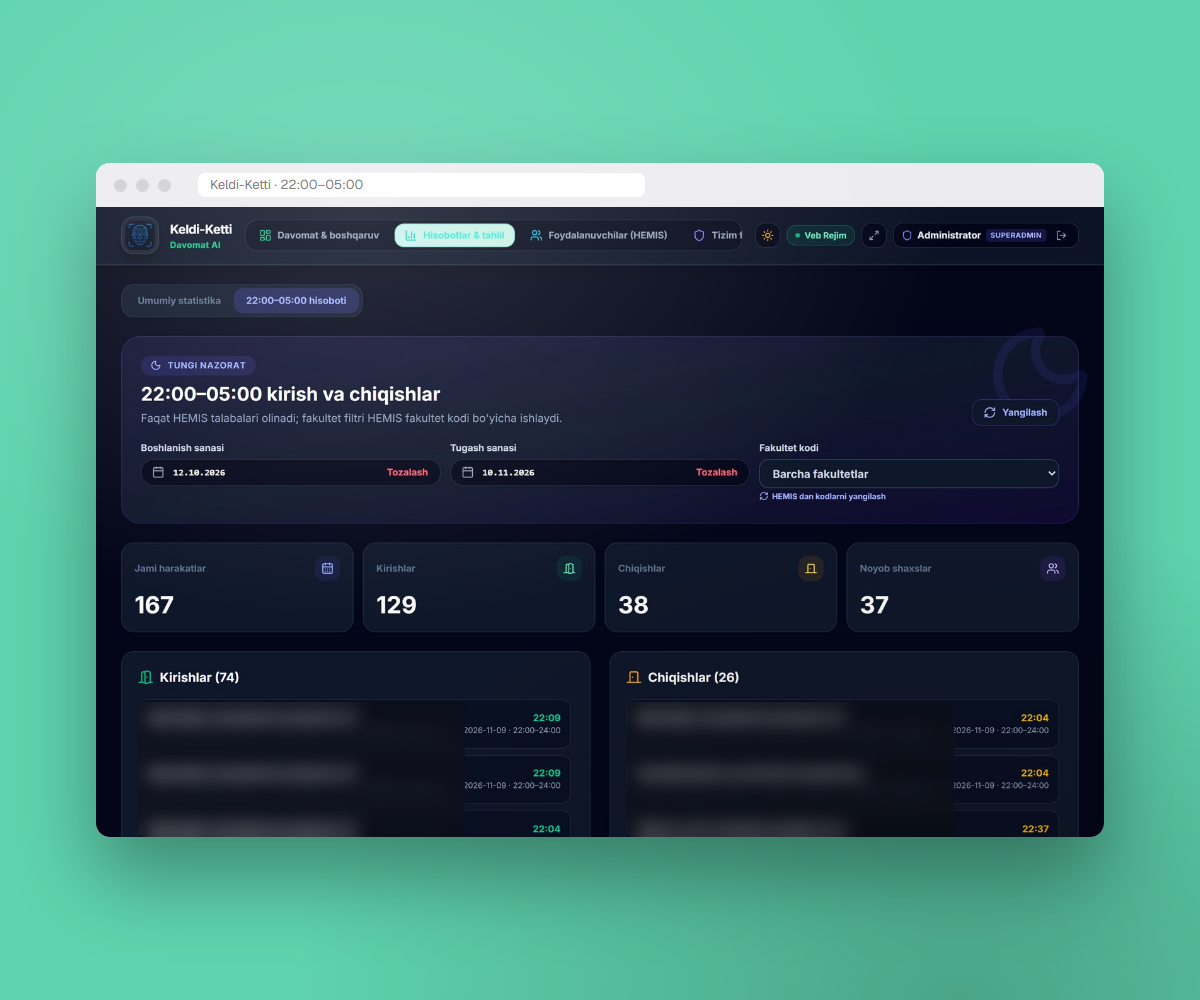 Keldi-Ketti · 22:00–05:00
Keldi-Ketti
Davomat AI
Davomat & boshqaruv
Hisobotlar & tahlil
Foydalanuvchilar (HEMIS)
Tizim
Veb Rejim
Administrator
SUPERADMIN
Umumiy statistika
22:00–05:00 hisoboti
TUNGI NAZORAT
22:00–05:00 kirish va chiqishlar
Faqat HEMIS talabalari olinadi; fakultet filtri HEMIS fakultet kodi bo'yicha ishlaydi.
Yangilash
Boshlanish sanasi
12.10.2026
Tozalash
Tugash sanasi
10.11.2026
Tozalash
Fakultet kodi
Barcha fakultetlar
HEMIS dan kodlarni yangilash
Jami harakatlar
167
Kirishlar
129
Chiqishlar
38
Noyob shaxslar
37
Kirishlar (74)
22:09
2026-11-09 · 22:00–24:00
22:09
2026-11-09 · 22:00–24:00
22:04
Chiqishlar (26)
22:04
2026-11-09 · 22:00–24:00
22:04
2026-11-09 · 22:00–24:00
22:37